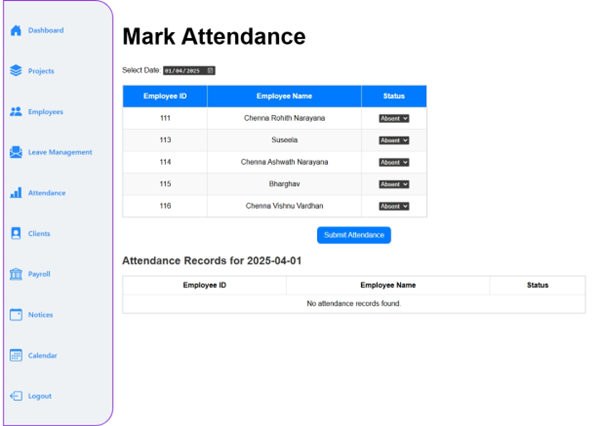 Dashboard
Projects
Employees
Leave Management
Attendance
Clients
Payroll
Notices
Calendar
Logout
Mark Attendance
Select Date 01/04/2025
Employee ID Employee Name Status
111 Chenna Rohith Narayana Absent
113 Suseela Absent
114 Chenna Ashwath Narayana Absent
115 Bharghav Absent
116 Chenna Vishnu Vardhan Absent
Submit Attendance
Attendance Records for 2025-04-01
Employee ID Employee Name Status
No attendance records found.